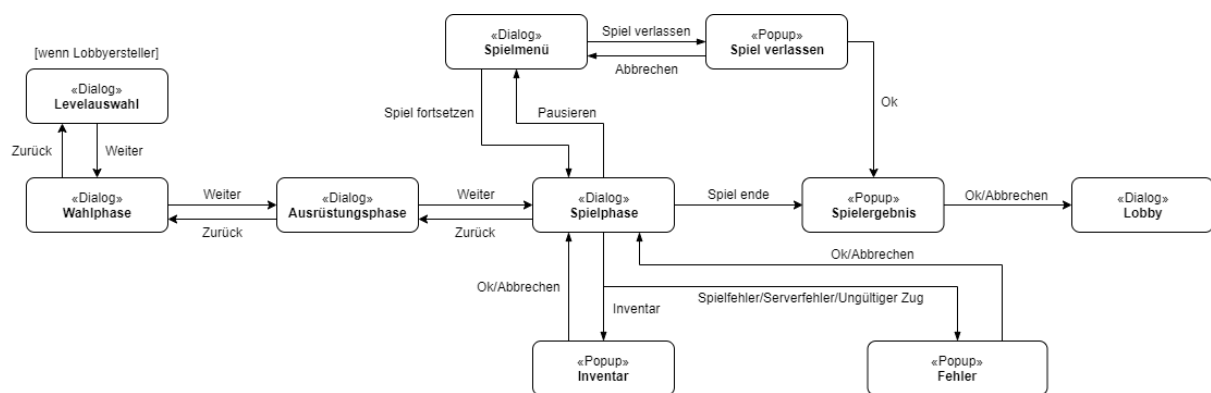 «Dialog»
Spielmenü
Spiel verlassen
Abbrechen
«Popup»
Spiel verlassen
[wenn Lobbyersteller]
«Dialog»
Levelauswahl
Spiel fortsetzen
Pausieren
Ok
Zurück
Weiter
«Dialog»
Wahlphase
Weiter
Zurück
«Dialog»
Ausrüstungsphase
Weiter
Zurück
«Dialog»
Spielphase
Spiel ende
«Popup»
Spielergebnis
Ok/Abbrechen
«Dialog»
Lobby
Ok/Abbrechen
Ok/Abbrechen
Inventar
Spielfehler/Serverfehler/Ungültiger Zug
«Popup»
Inventar
«Popup»
Fehler